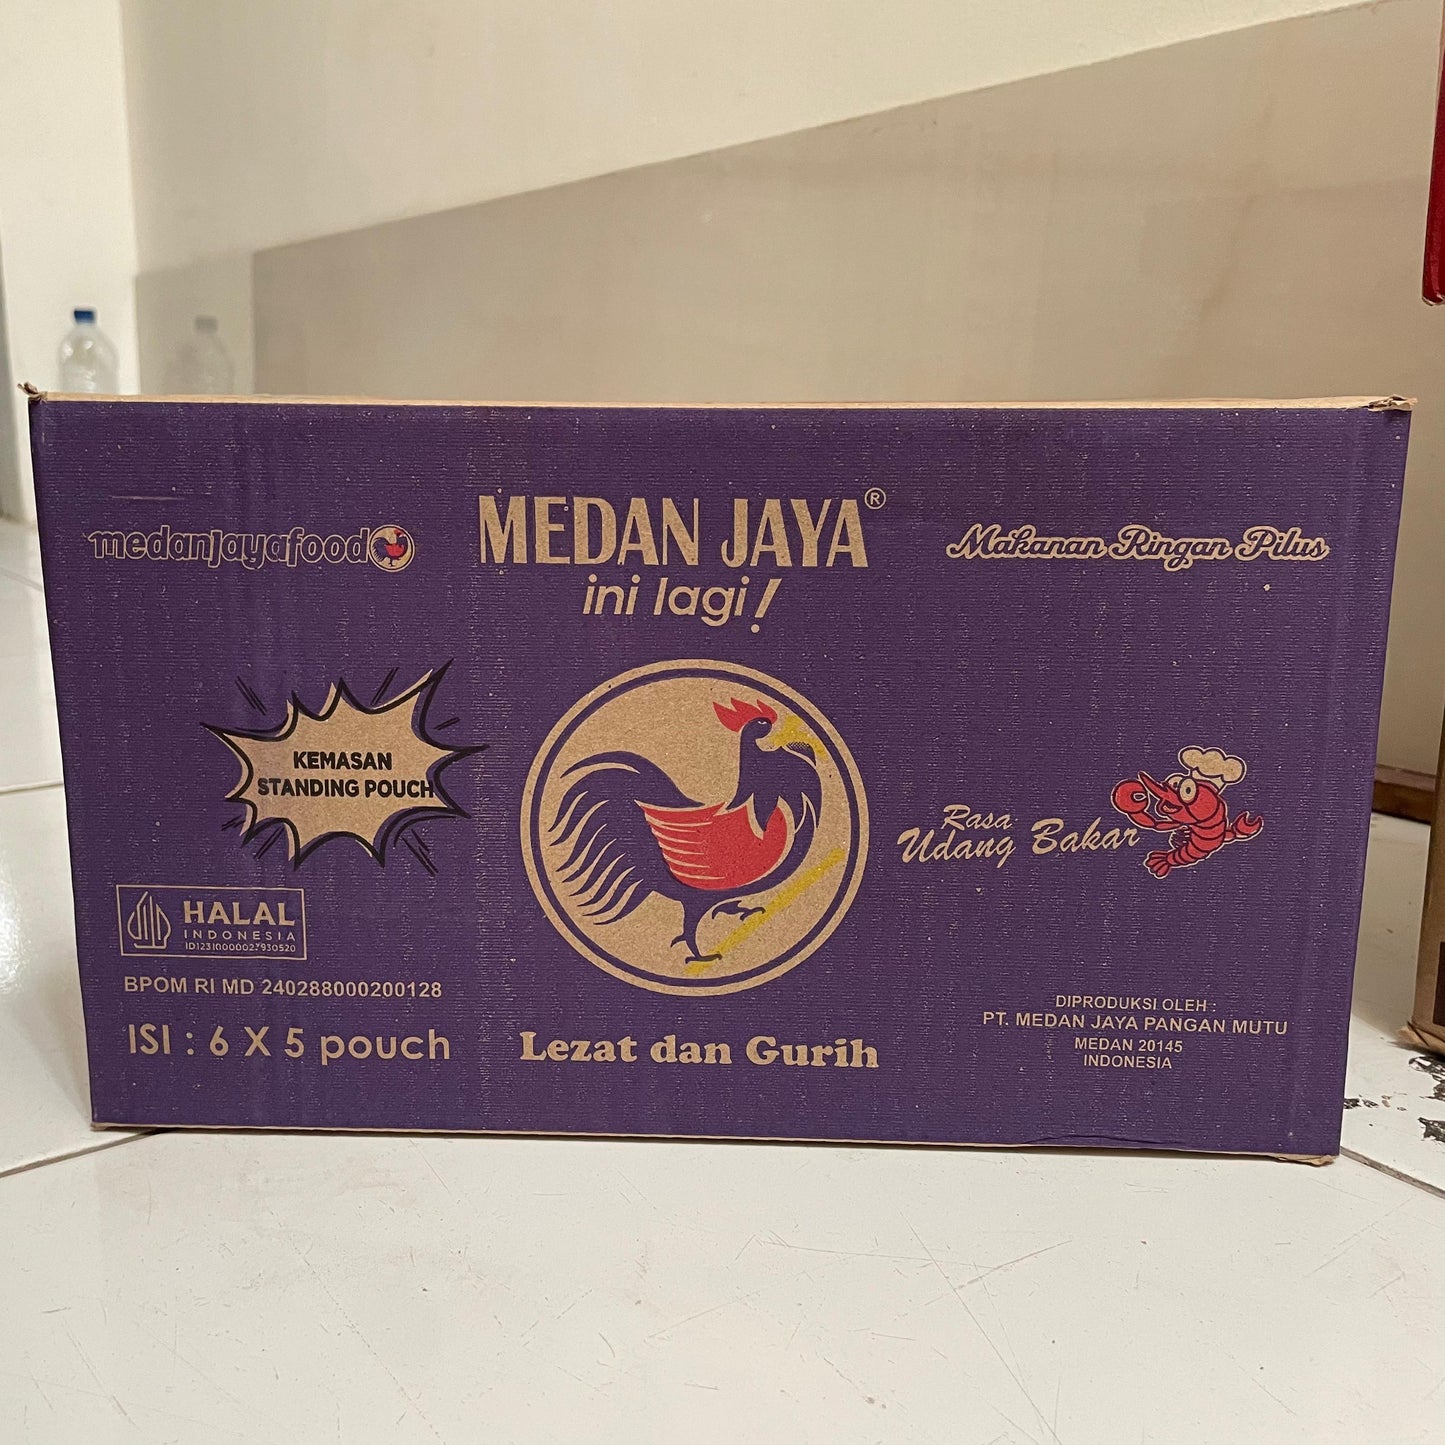 medanjayafood
MEDAN JAYA®
ini lagi!
Makanan Ringan Pilus
KEMASAN
STANDING POUCH
Rasa
Udang Bakar
HALAL
INDONESIA
BPOM RI MD 240288000200128
ISI : 6 X 5 pouch
Lezat dan Gurih
DIPRODUKSI OLEH :
PT. MEDAN JAYA PANGAN MUTU
MEDAN 20145
INDONESIA